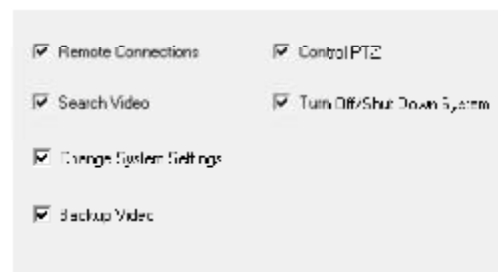 Remote Connections
Control PTZ
Search Video
Turn Off/Shut Down System
Change System Settings
Backup Video